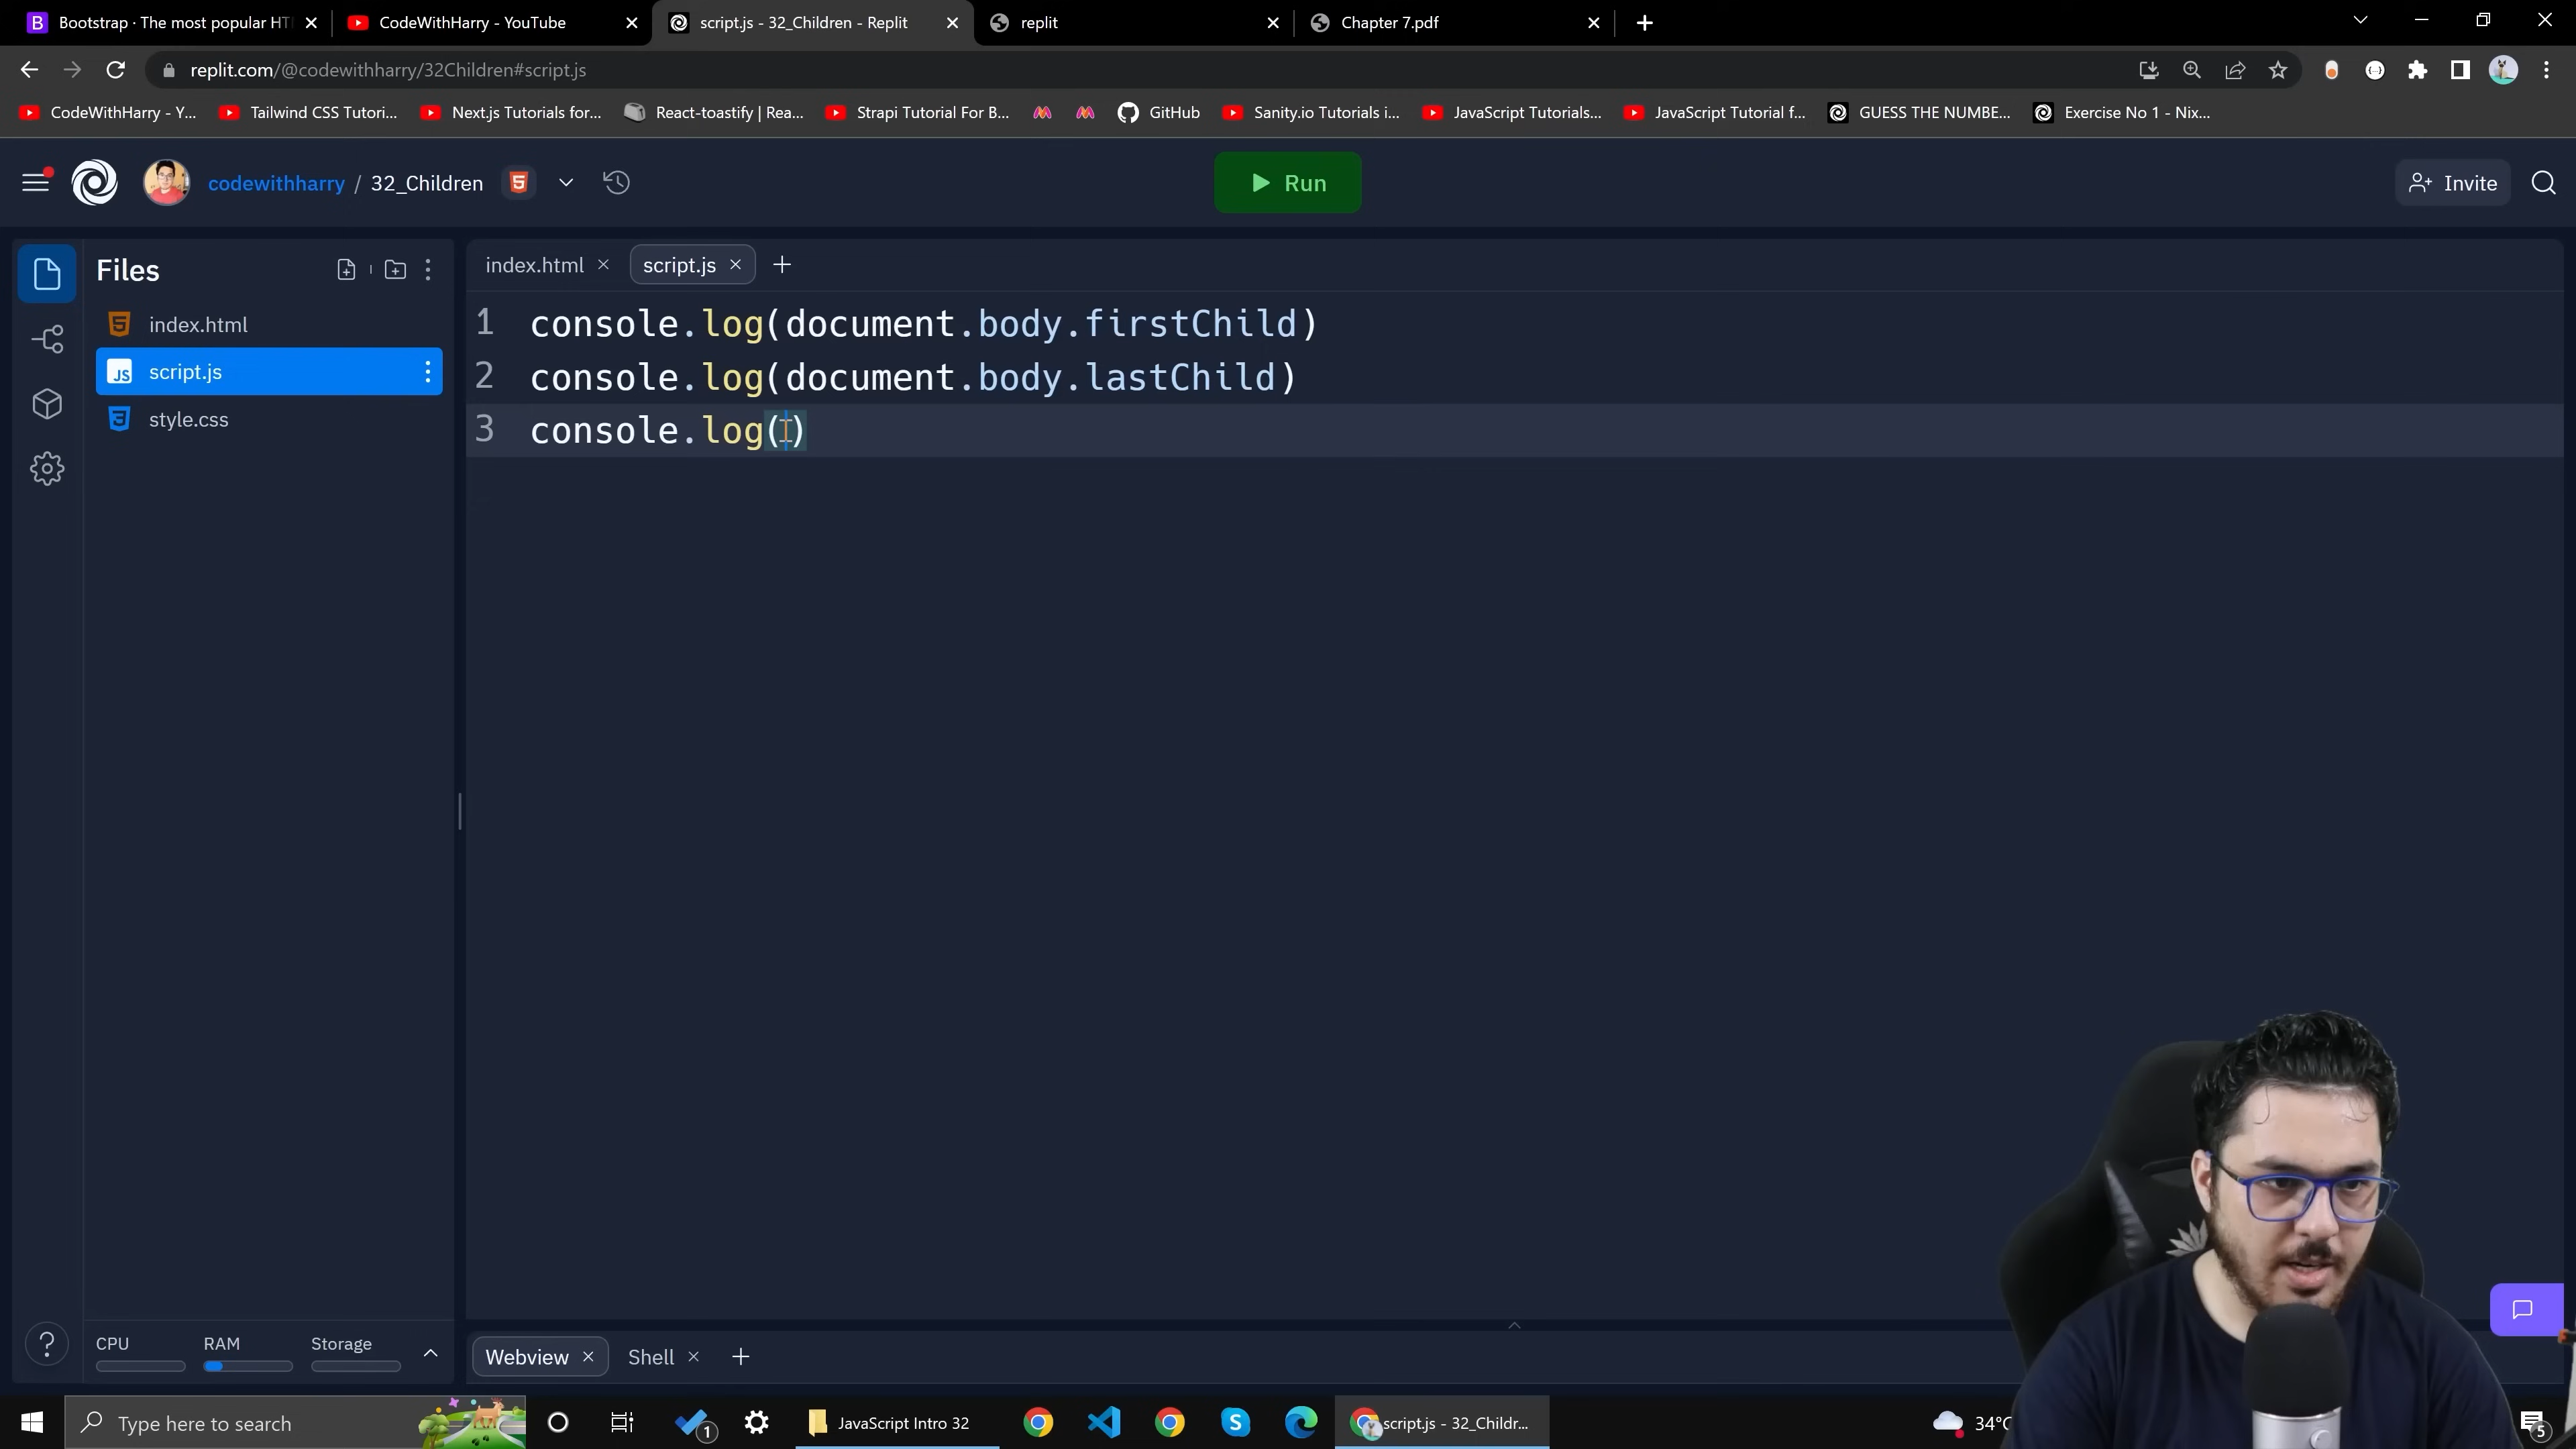 Bootstrap · The most popular HT
CodeWithHarry - YouTube
script.js - 32_Children - Replit
replit
Chapter 7.pdf
replit.com/@codewithharry/32Children#script.js
CodeWithHarry - Y...
Tailwind CSS Tutori...
Next.js Tutorials for...
React-toastify | Rea...
Strapi Tutorial For B...
GitHub
Sanity.io Tutorials i...
JavaScript Tutorials...
JavaScript Tutorial f...
GUESS THE NUMBE...
Exercise No 1 - Nix...
codewithharry / 32_Children
Run
Invite
Files
index.html
script.js
style.css
index.html
script.js
1 console.log(document.body.firstChild)
2 console.log(document.body.lastChild)
3 console.log()
CPU
RAM
Storage
Webview
Shell
Type here to search
1
JavaScript Intro 32
script.js - 32_Childr...
34°C
5